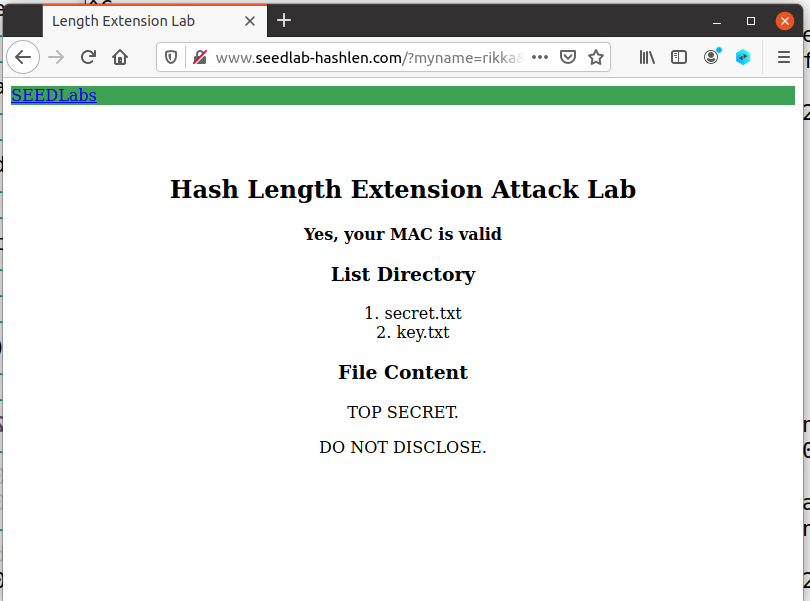 Length Extension Lab
www.seedlab-hashlen.com/?myname=rikka&
SEEDLabs
Hash Length Extension Attack Lab
Yes, your MAC is valid
List Directory
1. secret.txt
2. key.txt
File Content
TOP SECRET.
DO NOT DISCLOSE.